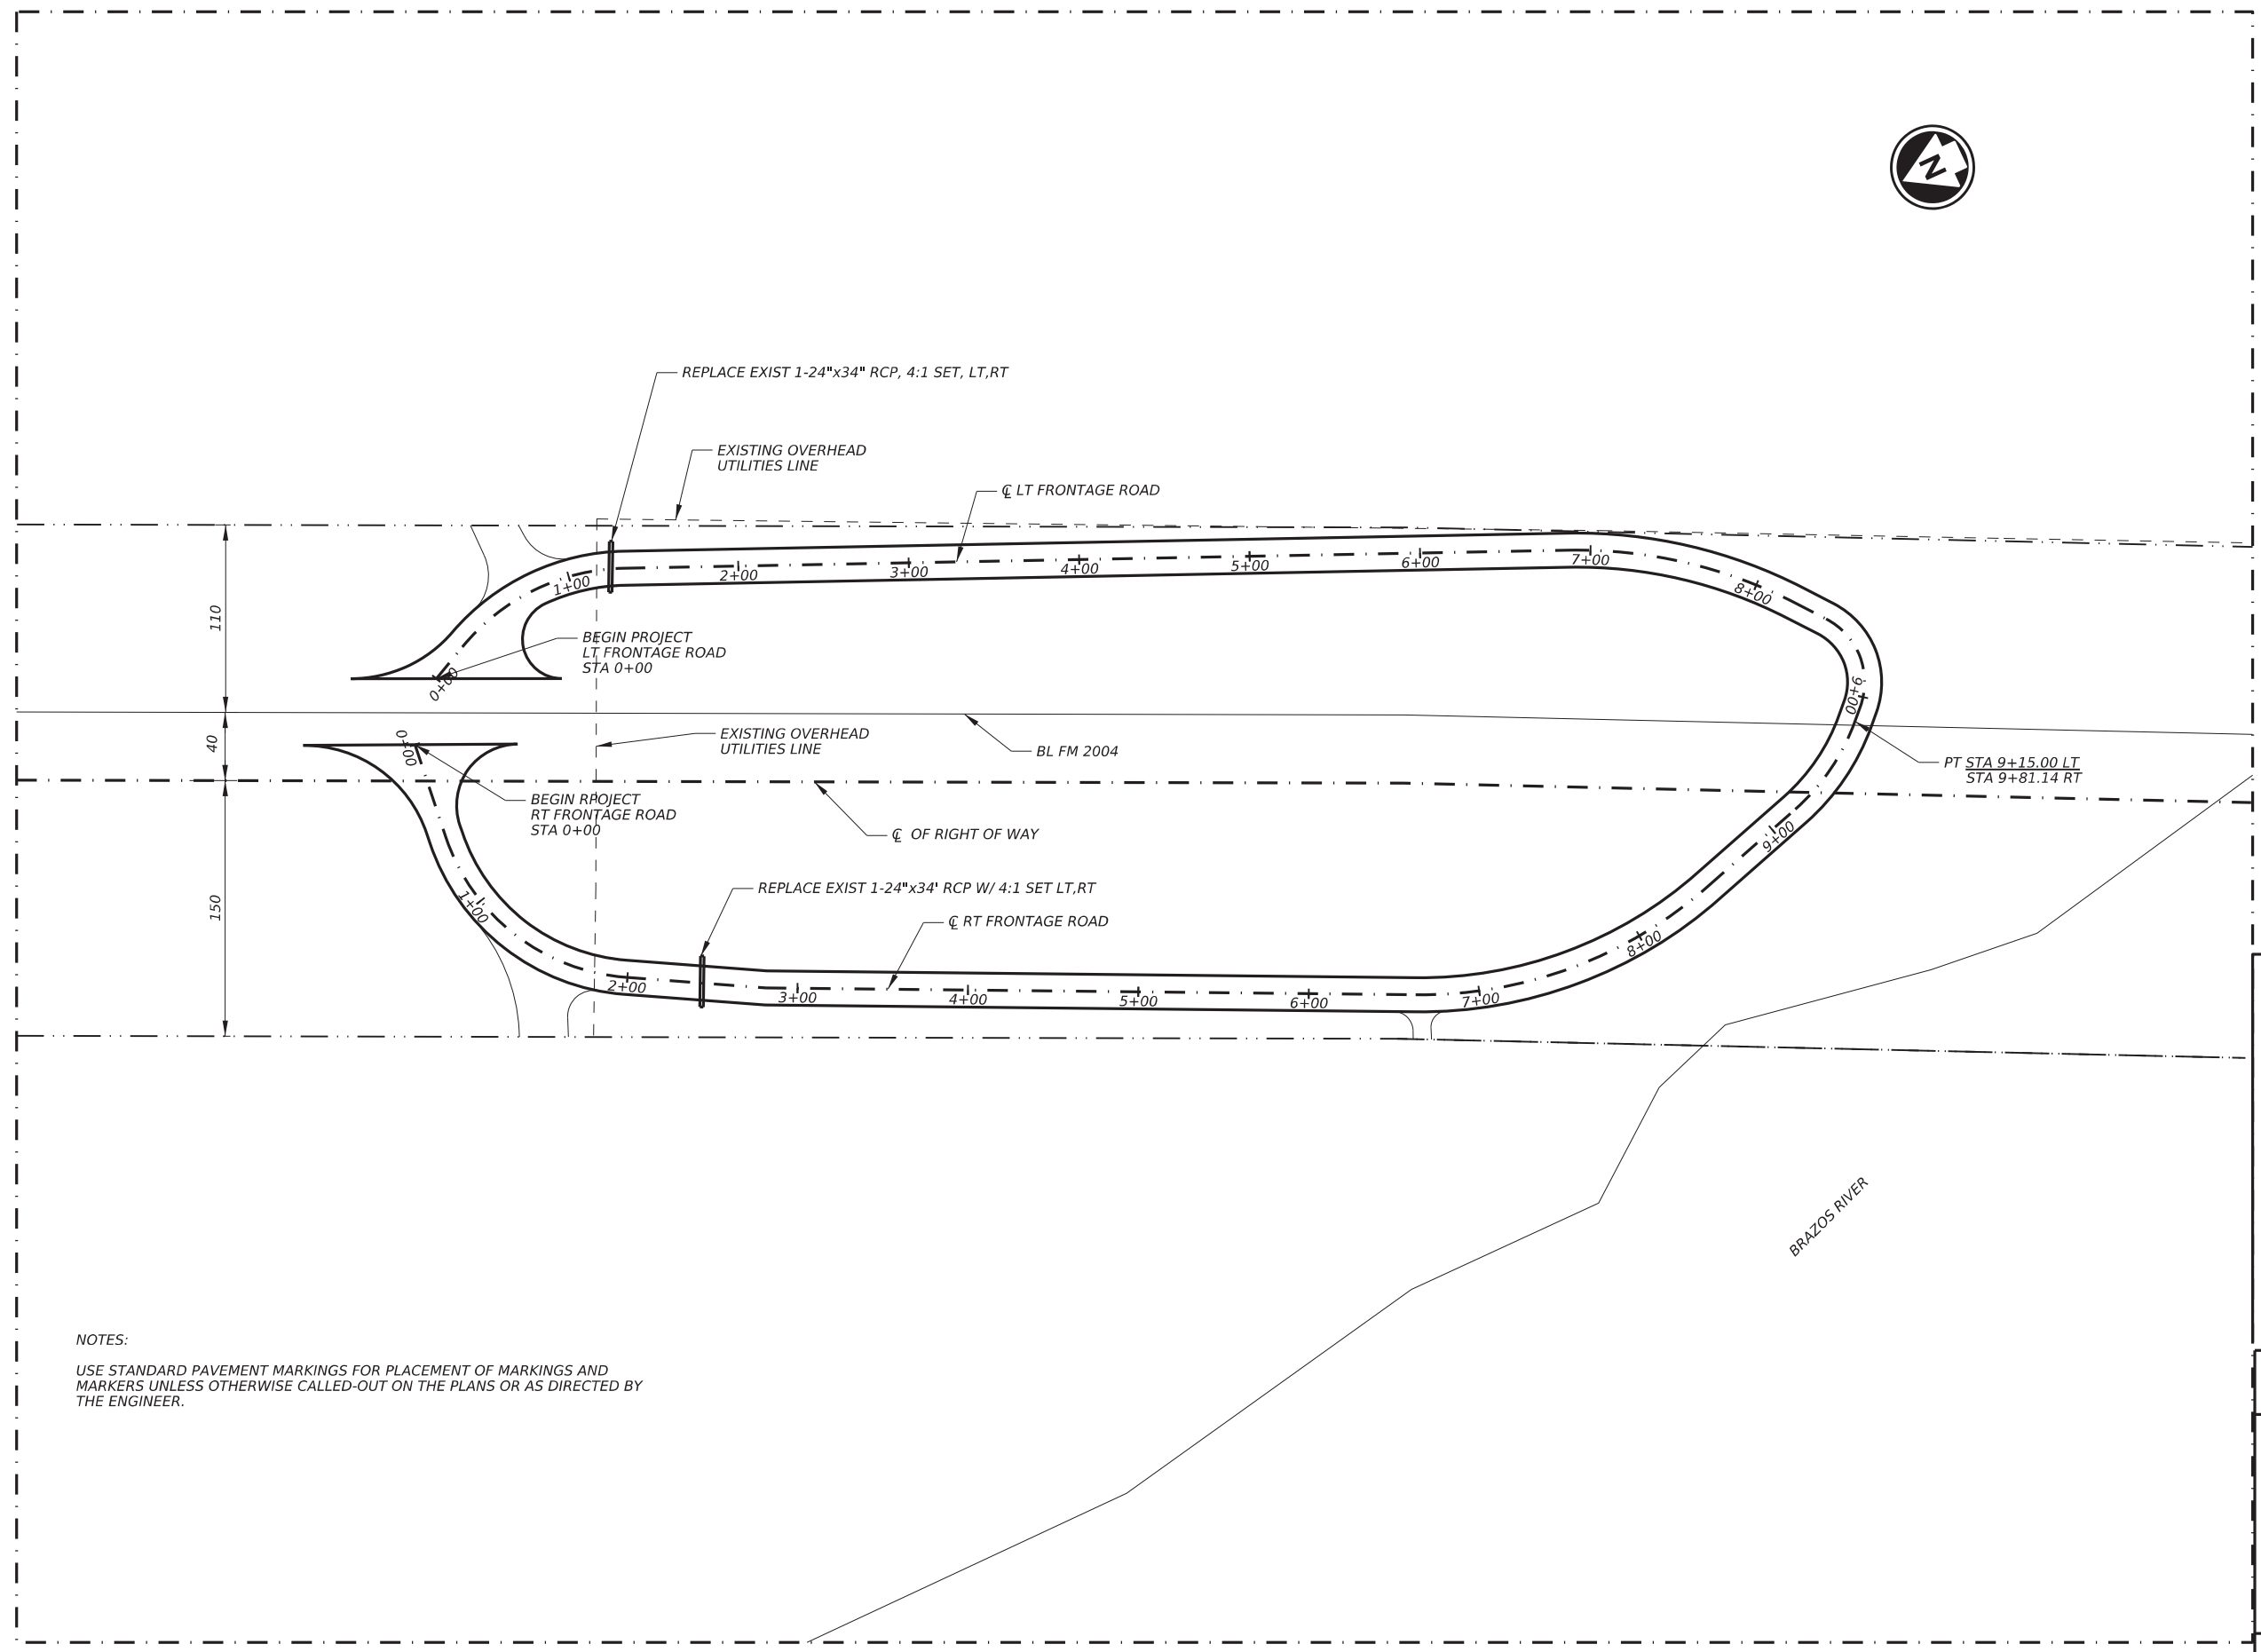 N
REPLACE EXIST 1-24"x34" RCP, 4:1 SET, LT,RT
EXISTING OVERHEAD
UTILITIES LINE
℄ LT FRONTAGE ROAD
1+00
2+00
3+00
4+00
5+00
6+00
7+00
8+00
9+00
0+00
BEGIN PROJECT
LT FRONTAGE ROAD
STA 0+00
110
40
150
EXISTING OVERHEAD
UTILITIES LINE
BL FM 2004
PT STA 9+15.00 LT
STA 9+81.14 RT
0+00
BEGIN RPOJECT
RT FRONTAGE ROAD
STA 0+00
℄ OF RIGHT OF WAY
REPLACE EXIST 1-24"x34' RCP W/ 4:1 SET LT,RT
℄ RT FRONTAGE ROAD
1+00
2+00
3+00
4+00
5+00
6+00
7+00
8+00
9+00
BRAZOS RIVER
NOTES:
USE STANDARD PAVEMENT MARKINGS FOR PLACEMENT OF MARKINGS AND
MARKERS UNLESS OTHERWISE CALLED-OUT ON THE PLANS OR AS DIRECTED BY
THE ENGINEER.